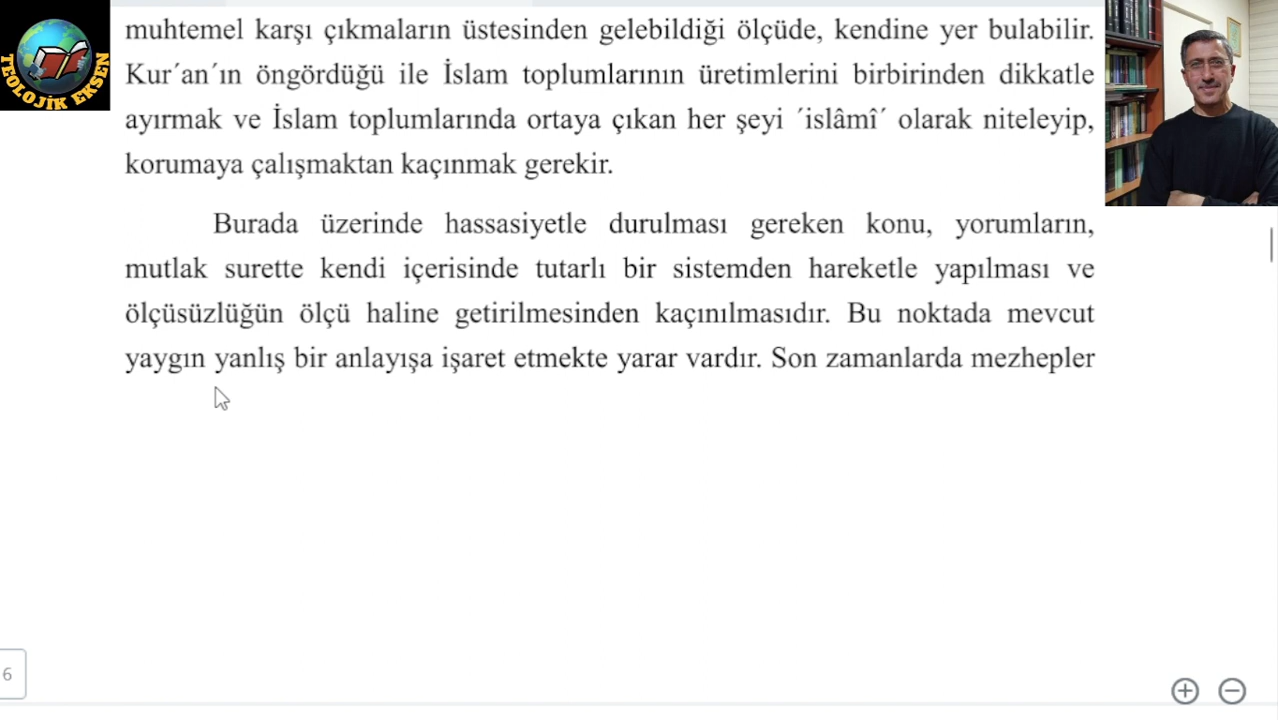 TEOLOJİK EKSEN
muhtemel karşı çıkmaların üstesinden gelebildiği ölçüde, kendine yer bulabilir.
Kur´an´ın öngördüğü ile İslam toplumlarının üretimlerini birbirinden dikkatle
ayırmak ve İslam toplumlarında ortaya çıkan her şeyi ´islâmî´ olarak niteleyip,
korumaya çalışmaktan kaçınmak gerekir.
Burada üzerinde hassasiyetle durulması gereken konu, yorumların,
mutlak surette kendi içerisinde tutarlı bir sistemden hareketle yapılması ve
ölçüsüzlüğün ölçü haline getirilmesinden kaçınılmasıdır. Bu noktada mevcut
yaygın yanlış bir anlayışa işaret etmekte yarar vardır. Son zamanlarda mezhepler
6